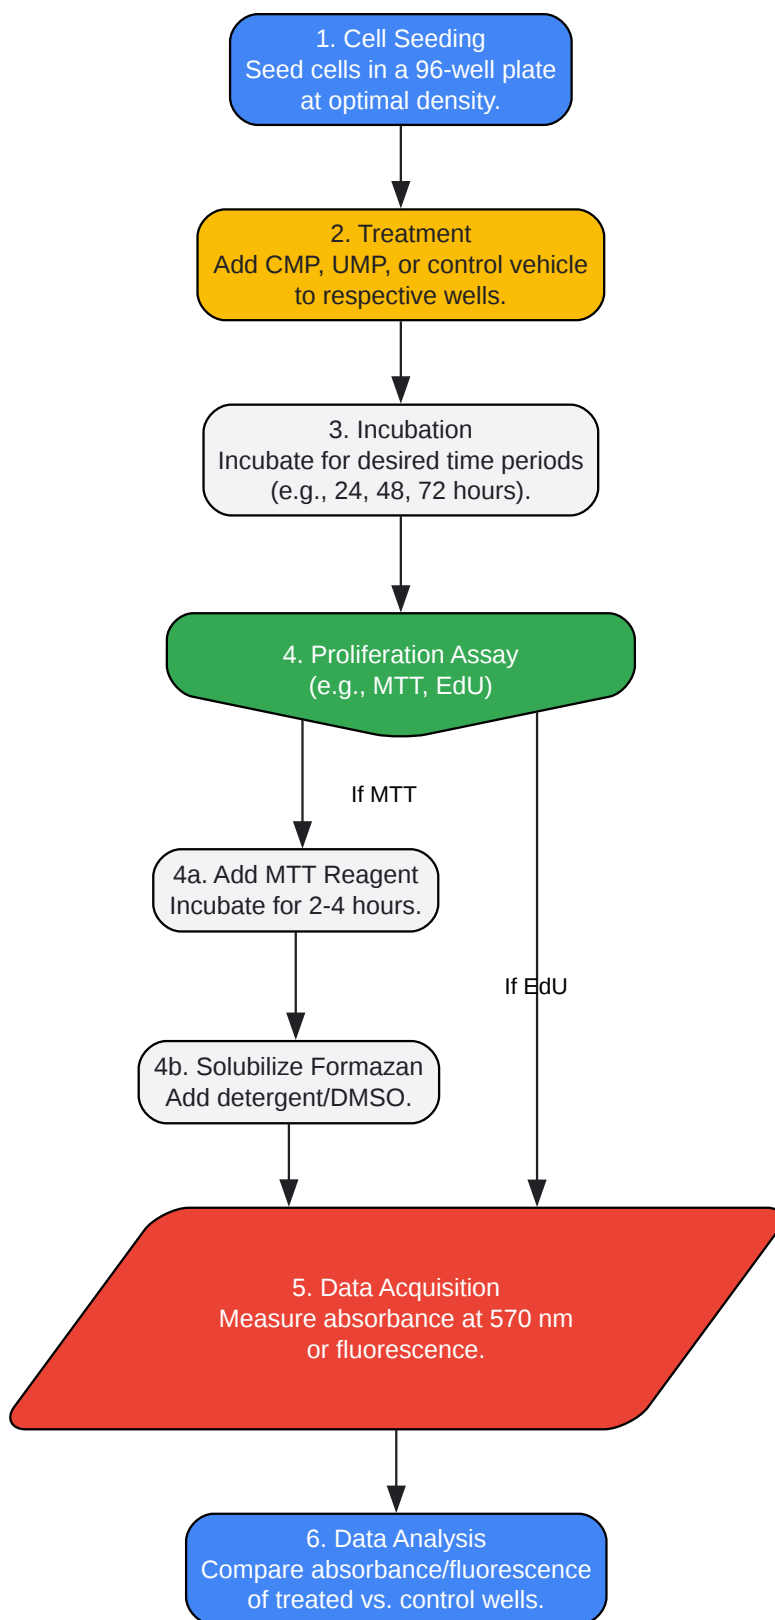 1. Cell Seeding
Seed cells in a 96-well plate
at optimal density.
2. Treatment
Add CMP, UMP, or control vehicle
to respective wells.
3. Incubation
Incubate for desired time periods
(e.g., 24, 48, 72 hours).
4. Proliferation Assay
(e.g., MTT, EdU)
If MTT
4a. Add MTT Reagent
Incubate for 2-4 hours.
If EdU
4b. Solubilize Formazan
Add detergent/DMSO.
5. Data Acquisition
Measure absorbance at 570 nm
or fluorescence.
6. Data Analysis
Compare absorbance/fluorescence
of treated vs. control wells.